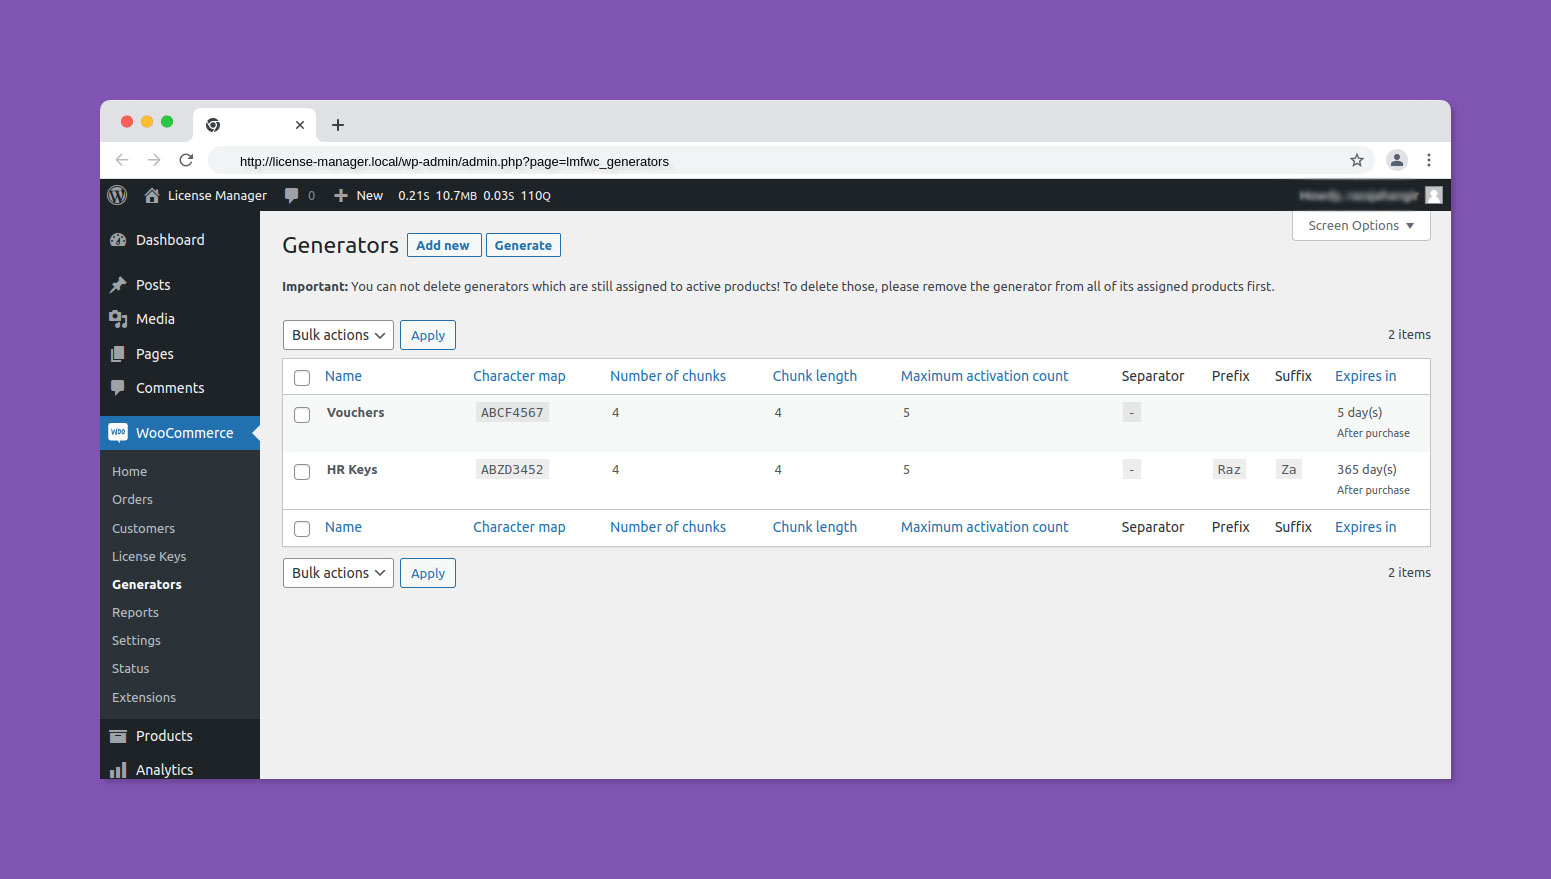 http://license-manager.local/wp-admin/admin.php?page=lmfwc_generators
License Manager 0 New 0.21S 10.7MB 0.03S 110Q
Screen Options
Dashboard
Posts
Media
Pages
Comments
WooCommerce
Home
Orders
Customers
License Keys
Generators
Reports
Settings
Status
Extensions
Products
Analytics
Generators Add new Generate
Important: You can not delete generators which are still assigned to active products! To delete those, please remove the generator from all of its assigned products first.
Bulk actions Apply 2 items
Name Character map Number of chunks Chunk length Maximum activation count Separator Prefix Suffix Expires in
Vouchers ABCF4567 4 4 5 - 5 day(s)
After purchase
HR Keys ABZD3452 4 4 5 - Raz Za 365 day(s)
After purchase
Name Character map Number of chunks Chunk length Maximum activation count Separator Prefix Suffix Expires in
Bulk actions Apply 2 items